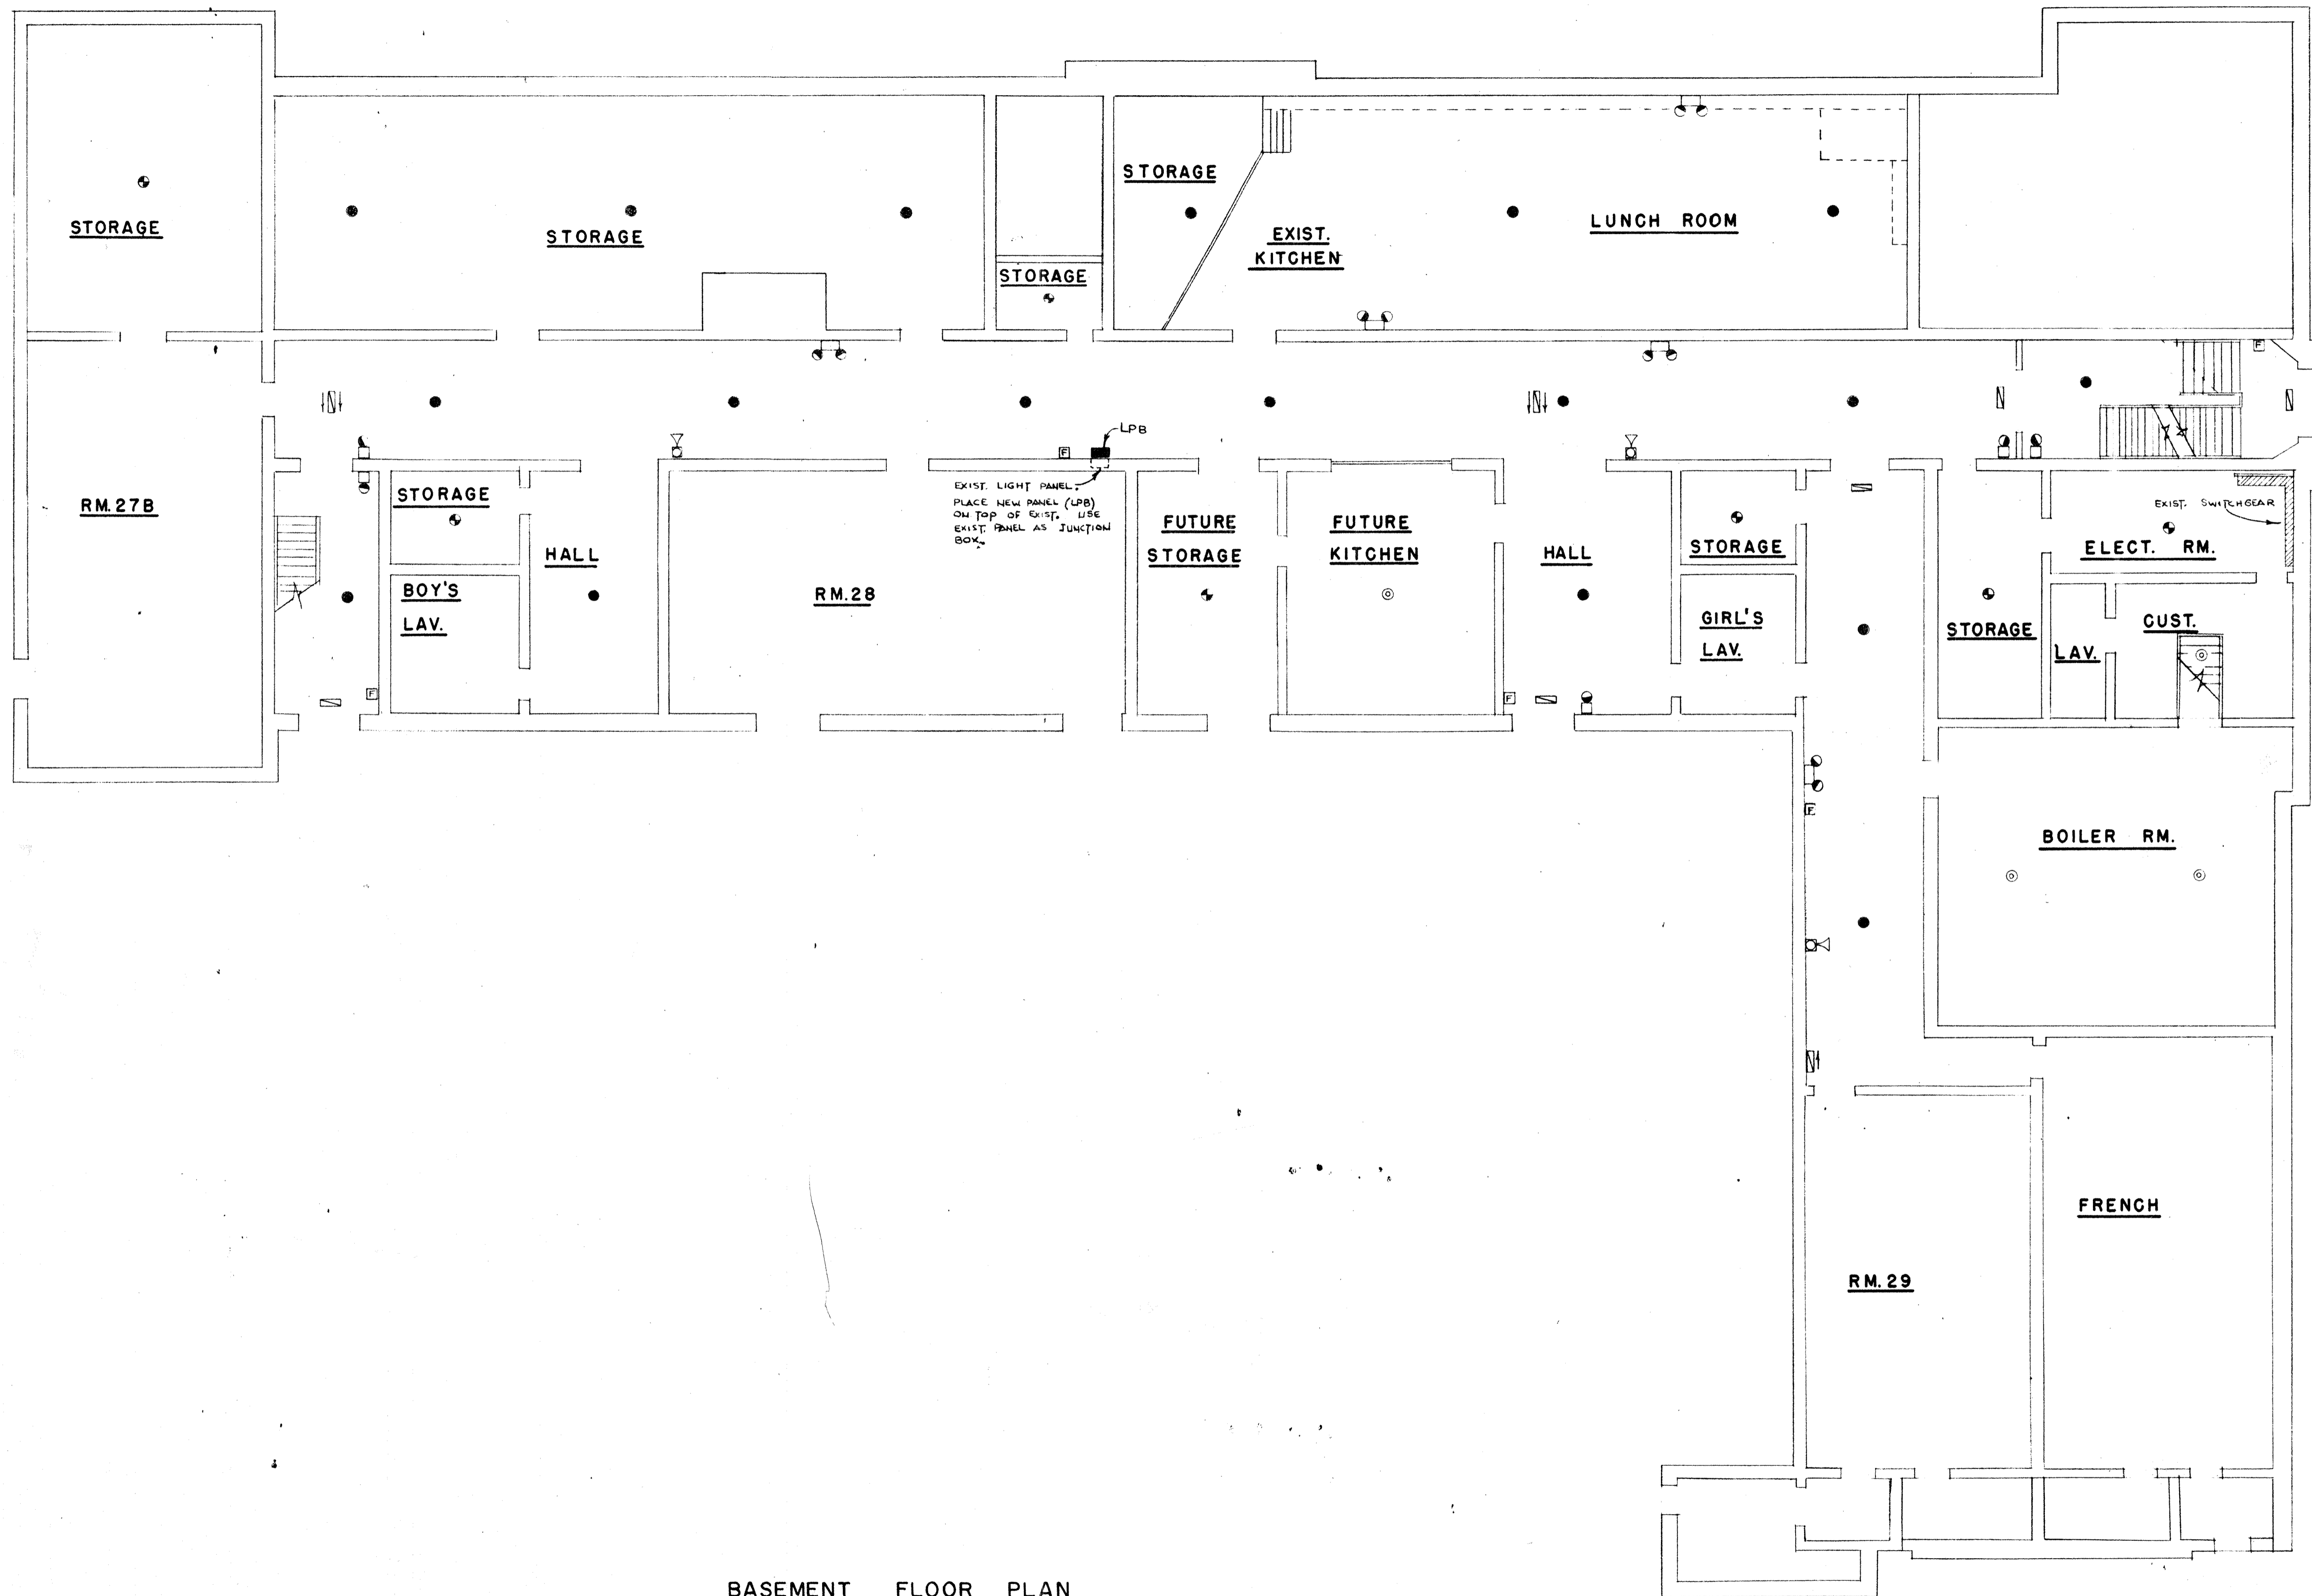 STORAGE
STORAGE
STORAGE
STORAGE
EXIST.
KITCHEN
LUNCH ROOM
F
LPB
F
EXIST. LIGHT PANEL.
PLACE NEW PANEL (LPB)
ON TOP OF EXIST. USE
EXIST. PANEL AS JUNCTION
BOX.
RM. 27B
STORAGE
HALL
BOY'S
LAV.
F
RM. 28
FUTURE
STORAGE
FUTURE
KITCHEN
HALL
F
STORAGE
GIRL'S
LAV.
STORAGE
EXIST. SWITCHGEAR
ELECT. RM.
CUST.
LAV.
F
BOILER RM.
FRENCH
RM. 29
BASEMENT FLOOR PLAN